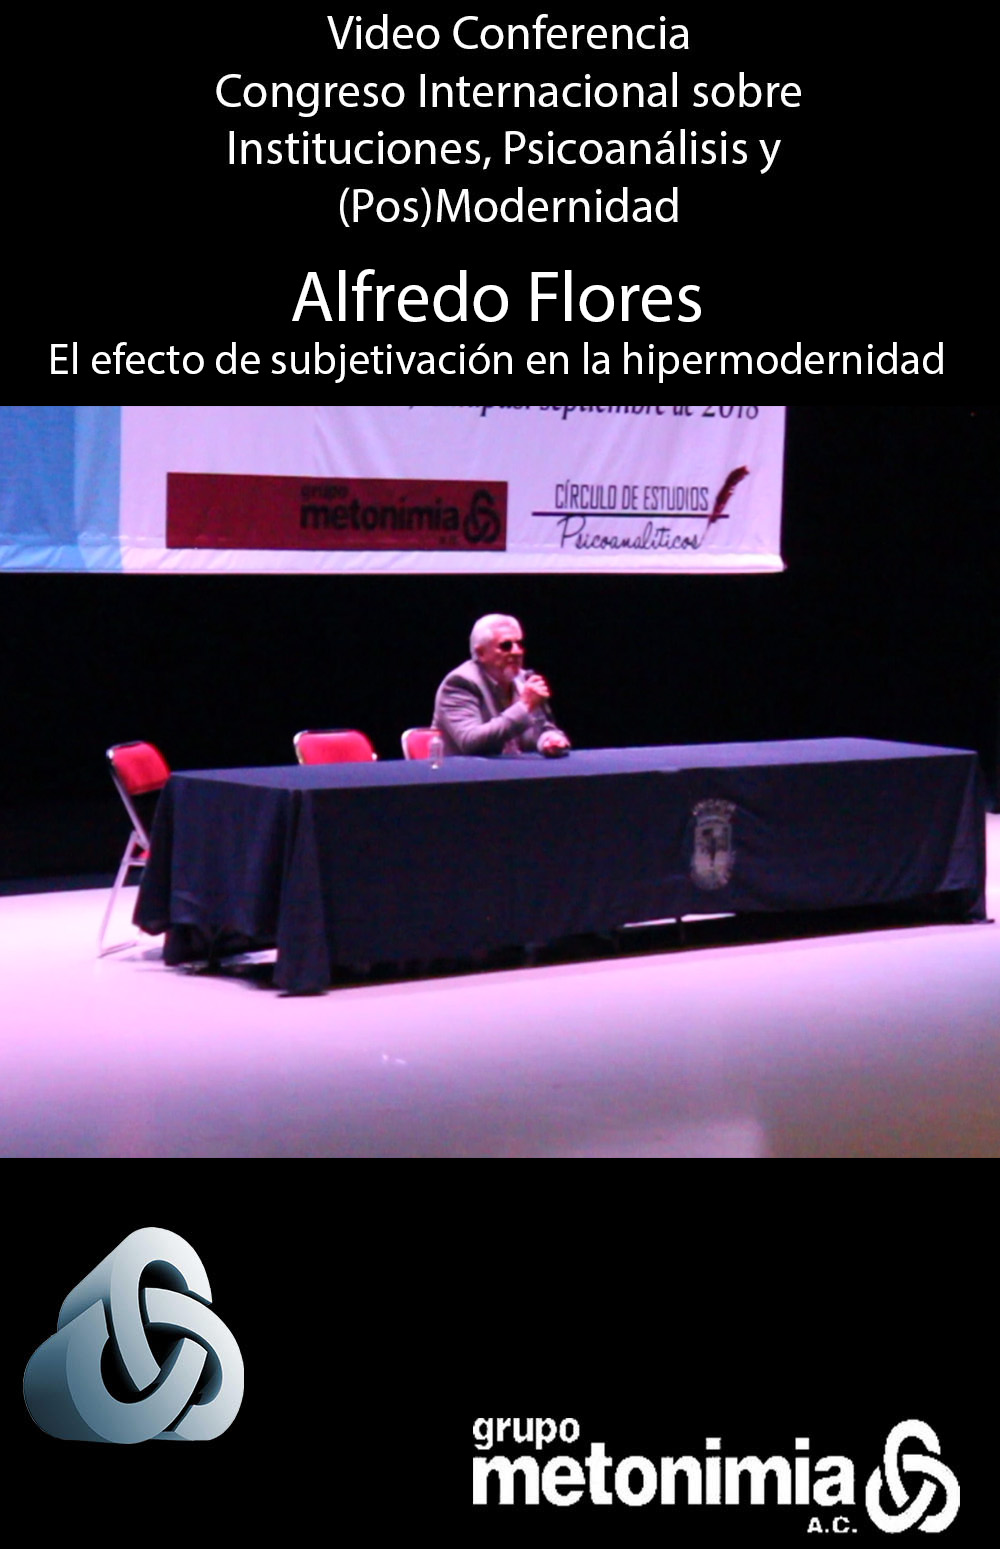 Video Conferencia
Congreso Internacional sobre
Instituciones, Psicoanálisis y
(Pos)Modernidad
Alfredo Flores
El efecto de subjetivación en la hipermodernidad
septiembre de 2018
grupo
metonimia
A.C.
CÍRCULO DE ESTUDIOS
Psicoanalíticos
grupo
metonimia
A.C.